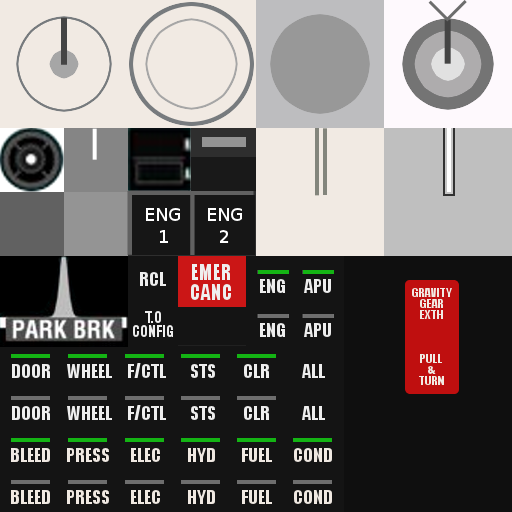 ENG ENG
1 2
RCL EMER CANC
ENG APU
T.O CONFIG
ENG APU
PARK BRK
GRAVITY
GEAR
EXTH
PULL
&
TURN
DOOR WHEEL F/CTL STS CLR ALL
DOOR WHEEL F/CTL STS CLR ALL
BLEED PRESS ELEC HYD FUEL COND
BLEED PRESS ELEC HYD FUEL COND